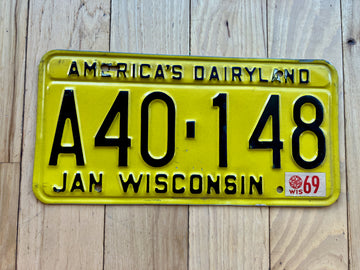 AMERICA'S DAIRYLAND
A40-148
JAN WISCONSIN
WIS 69